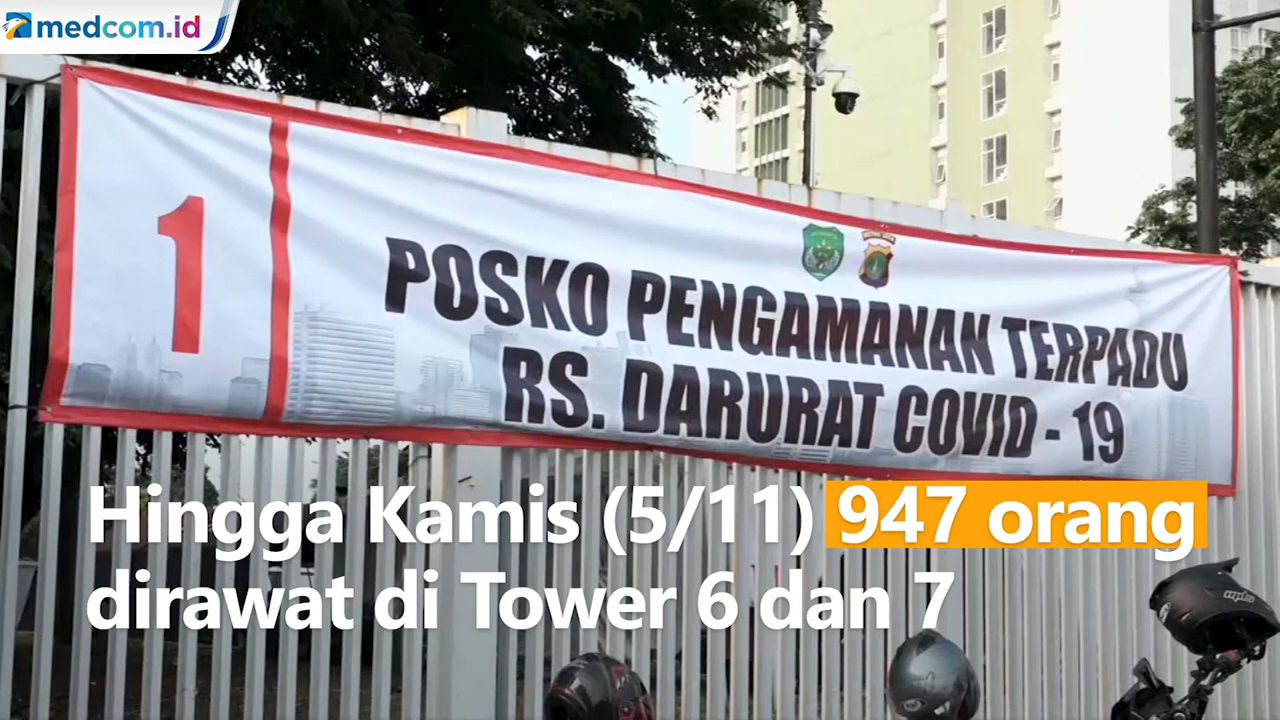 medcom.id
1
POSKO PENGAMANAN TERPADU
RS. DARURAT COVID - 19
Hingga Kamis (5/11) 947 orang
dirawat di Tower 6 dan 7